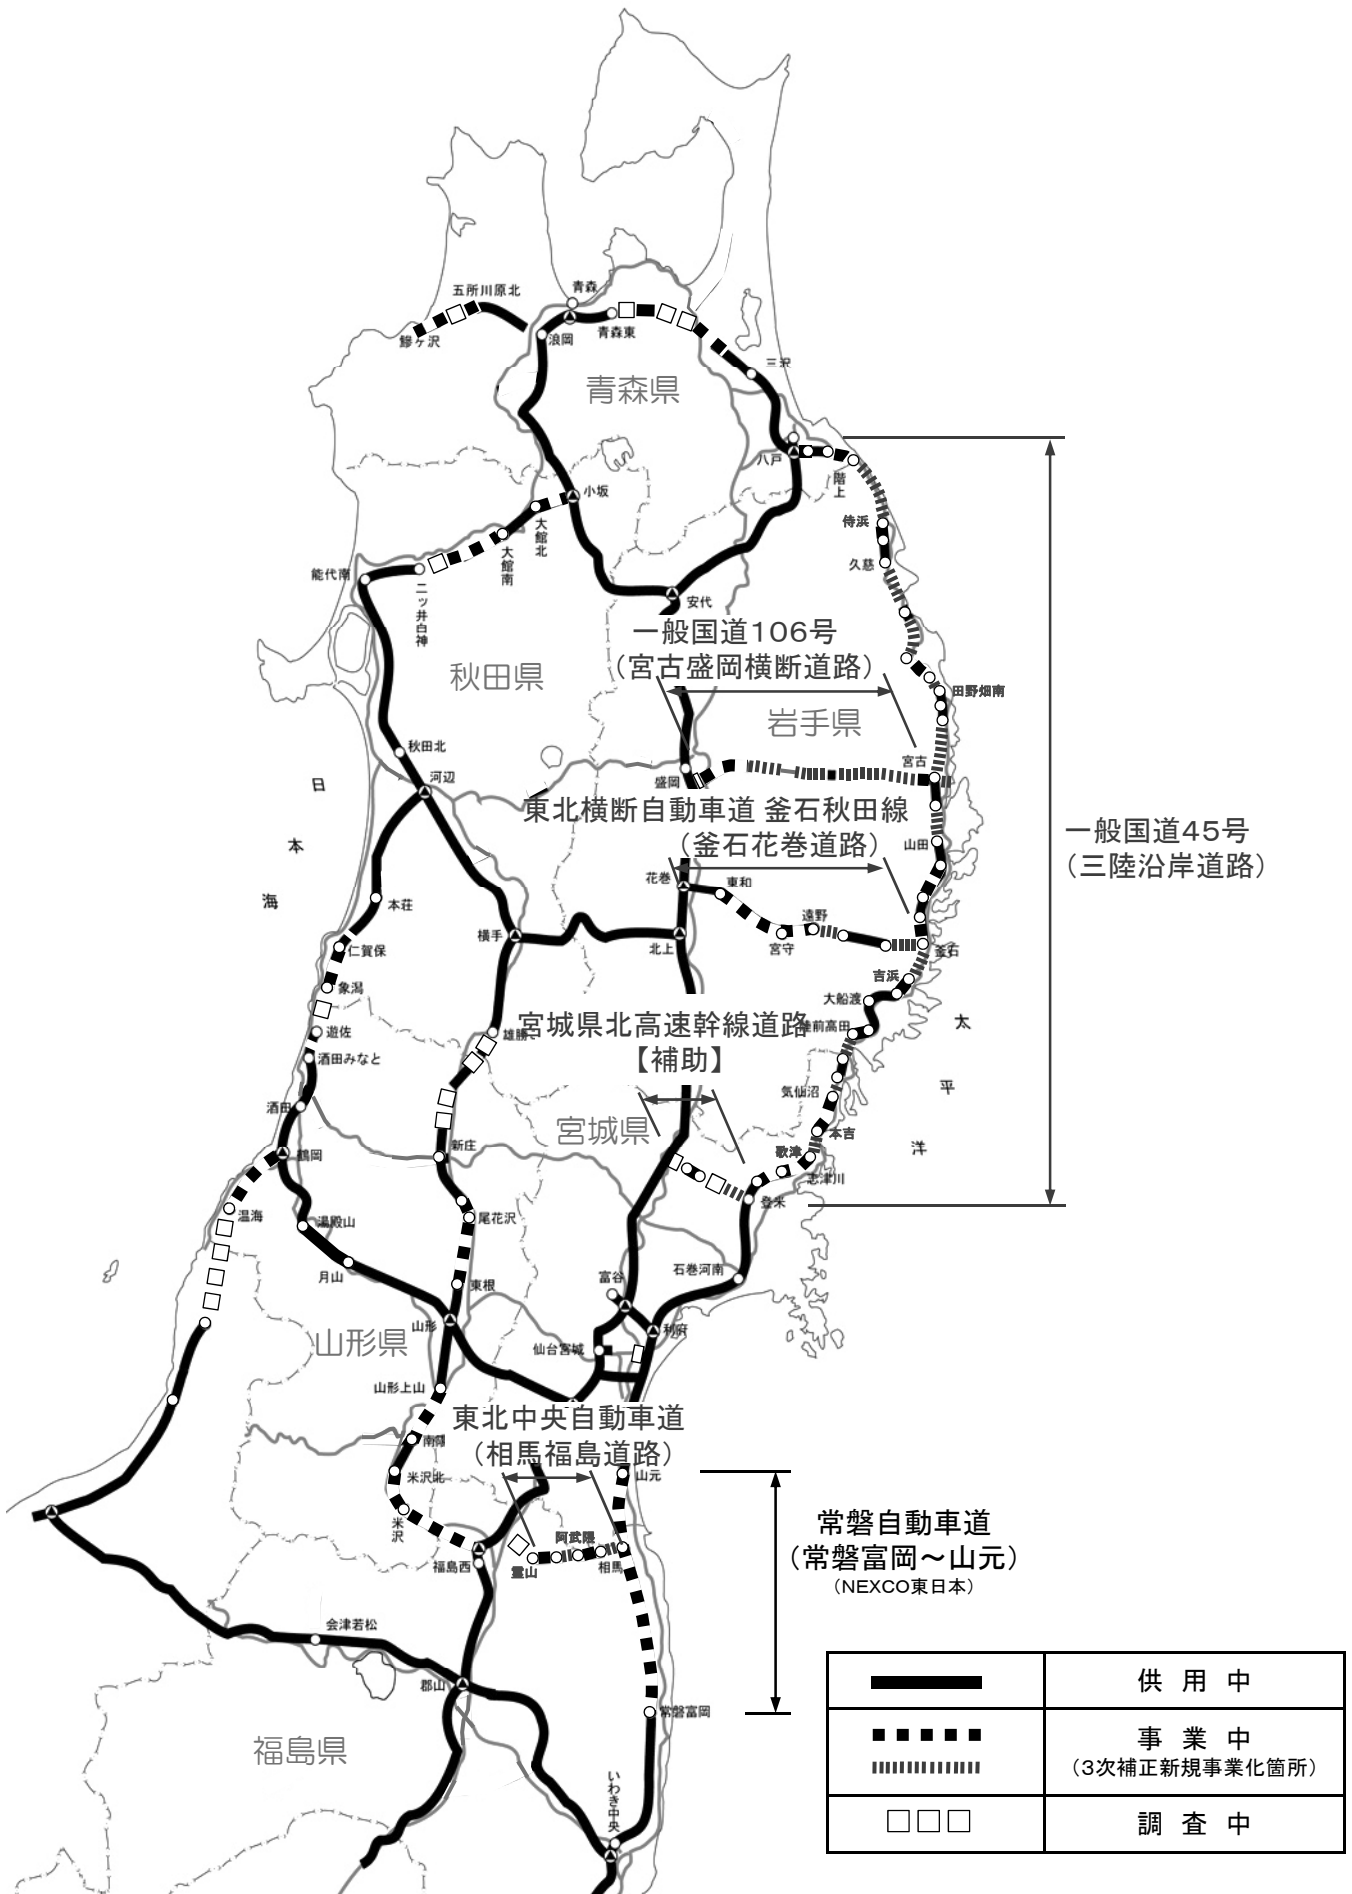 五所川原北
青森
鰺ヶ沢
浪岡
青森東
三沢
青森県
八戸
階上
小坂
大館北
大館南
侍浜
久慈
能代南
二ツ井白神
安代
一般国道106号
(宮古盛岡横断道路)
秋田県
田野畑南
岩手県
秋田北
河辺
盛岡
宮古
日本海
東北横断自動車道 釜石秋田線
(釜石花巻道路)
山田
一般国道45号
(三陸沿岸道路)
花巻
東和
本荘
遠野
横手
北上
宮守
釜石
仁賀保
吉浜
象潟
大船渡
太平洋
遊佐
雄勝
宮城県北高速幹線道路
【補助】
陸前高田
酒田みなと
気仙沼
酒田
宮城県
本吉
新庄
歌津
鶴岡
志津川
登米
温海
湯殿山
尾花沢
月山
石巻河南
富谷
東根
山形
利府
山形県
仙台宮城
山形上山
東北中央自動車道
(相馬福島道路)
南陽
米沢北
山元
米沢
阿武隈
福島西
霊山
相馬
常磐自動車道
(常磐富岡～山元)
(NEXCO東日本)
会津若松
郡山
常磐富岡
福島県
いわき中央
供用中
事業中
(3次補正新規事業化箇所)
調査中